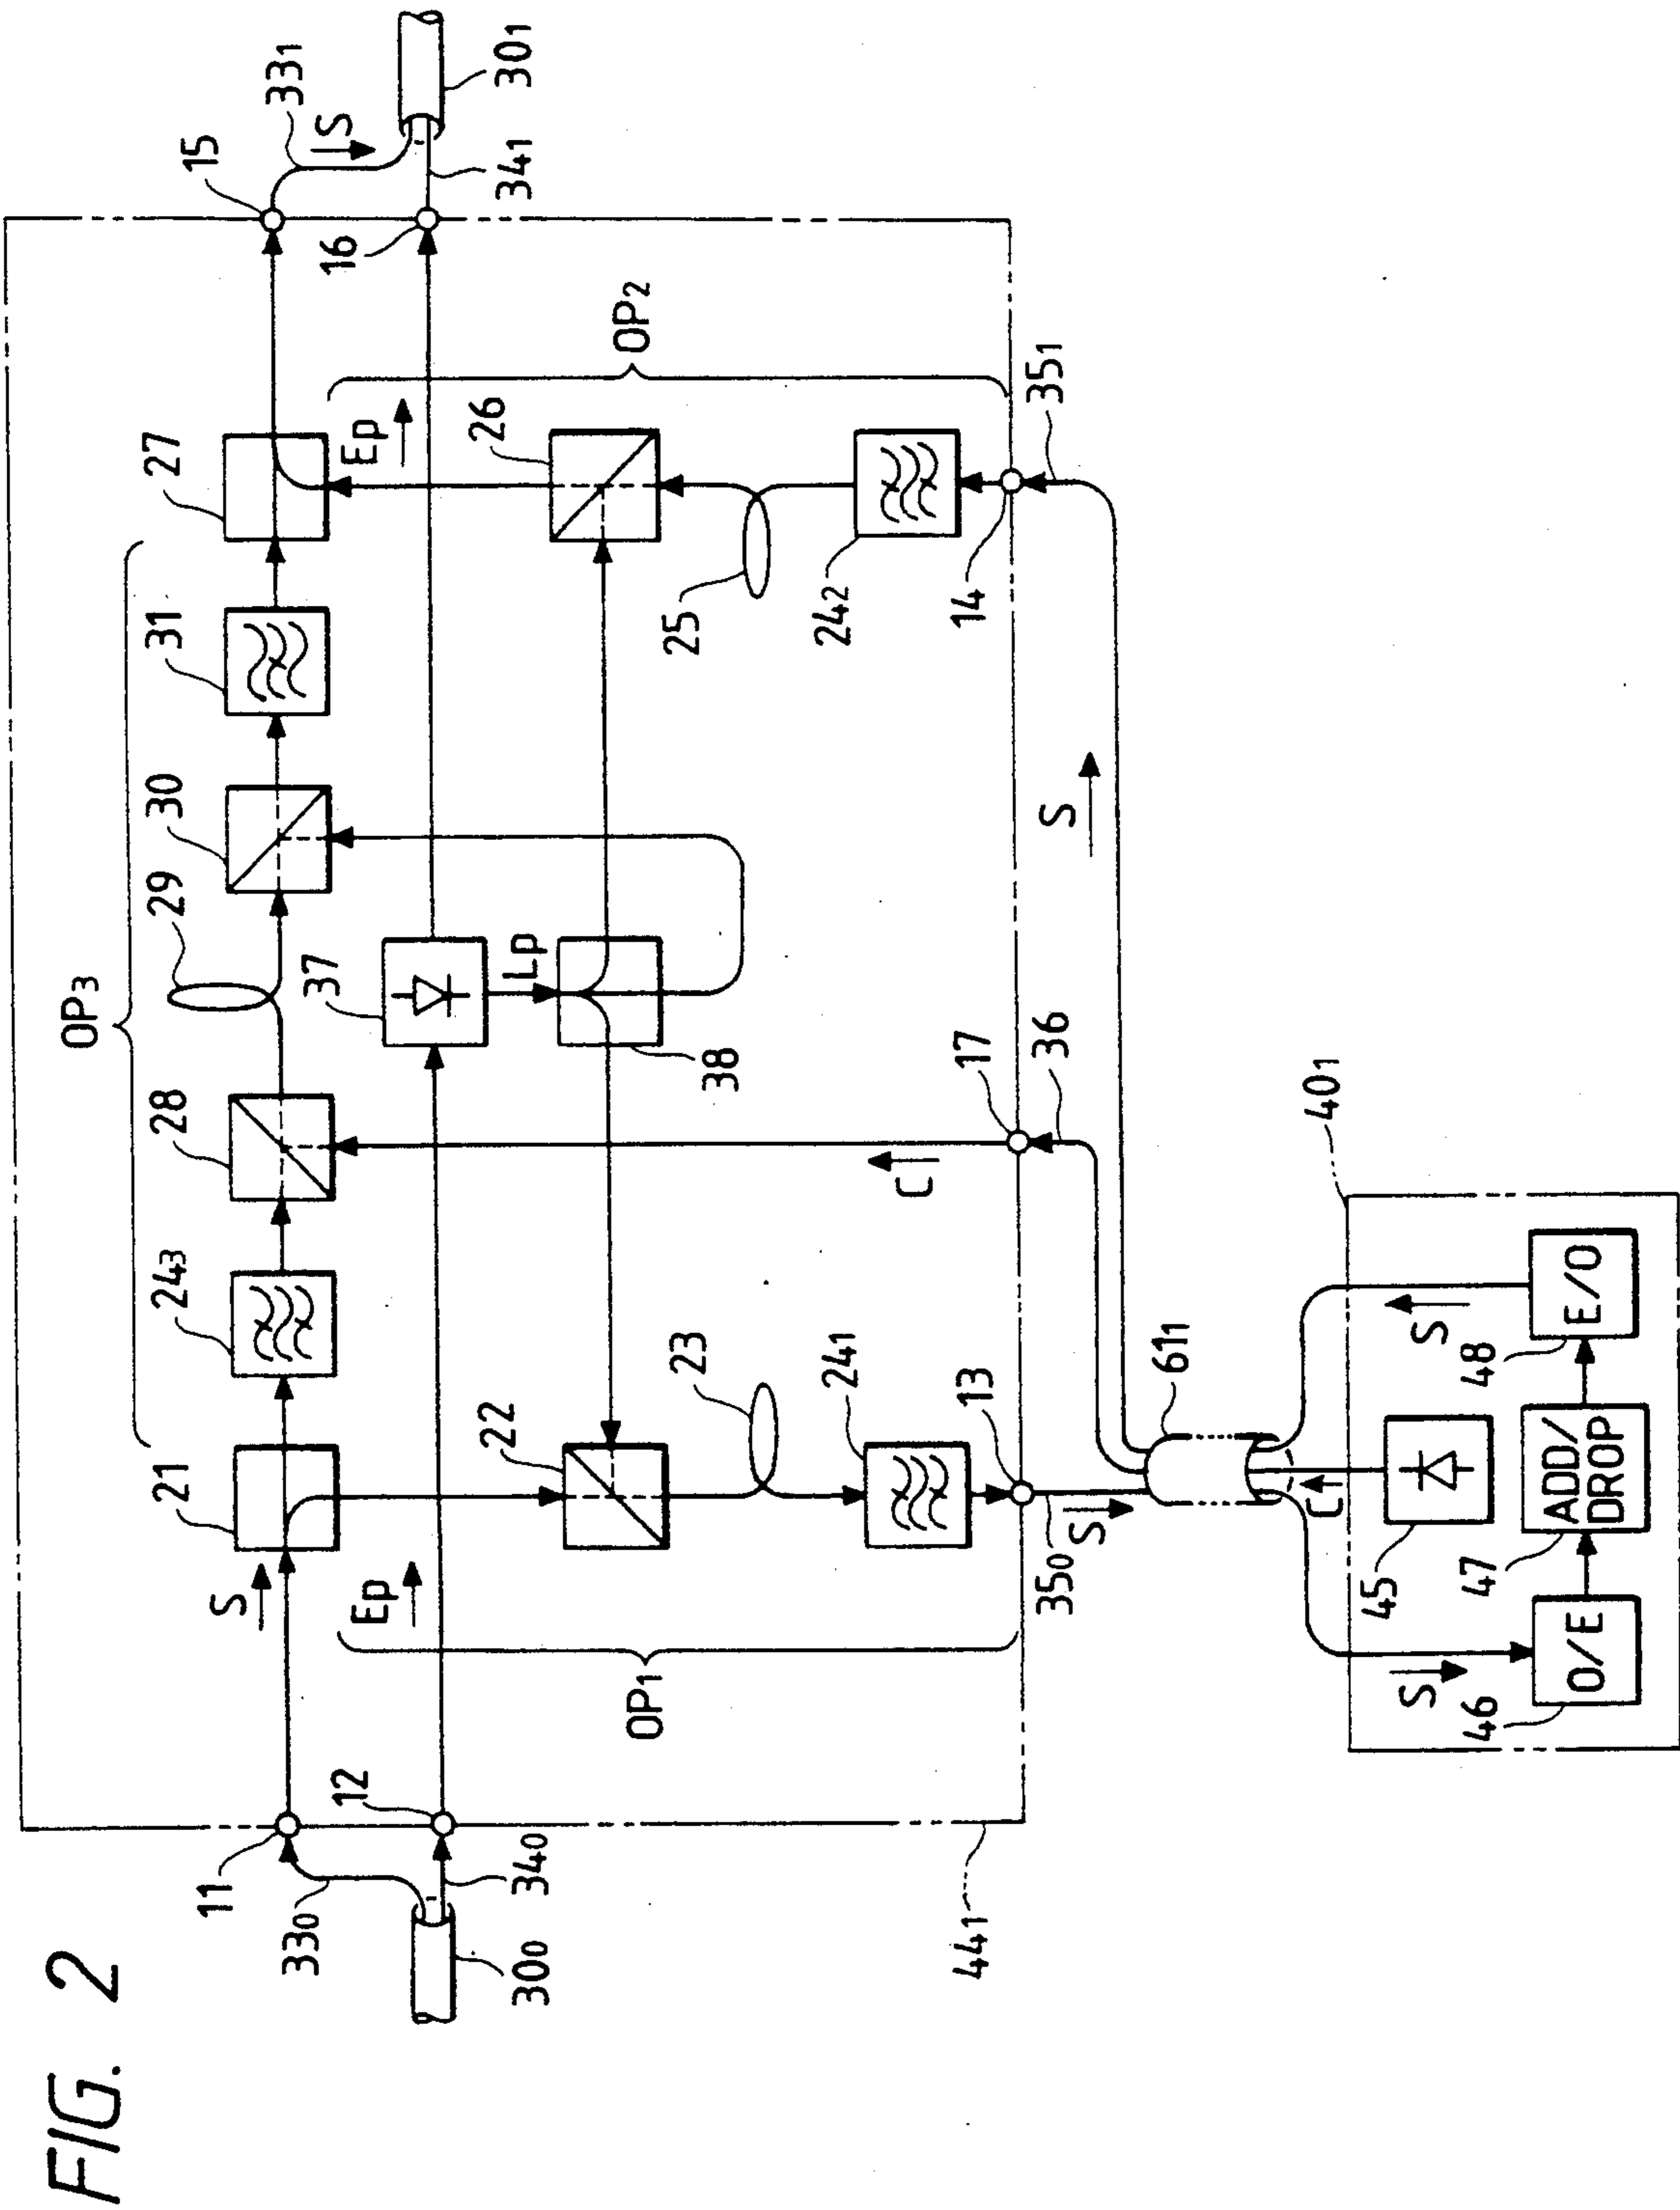 FIG. 2
OP₃
21
24₃
28
29
30
31
27
15
33₁
S
30₁
34₁
16
11
33₀
S
12
34₀
30₀
Ep
37
Lp
38
Ep
OP₂
OP₁
22
23
24₁
13
26
25
24₂
14
35₁
17
36
C
S
44₁
35₀
S
61₁
40₁
C
S
S
45
46
O/E
47
ADD/
DROP
48
E/O